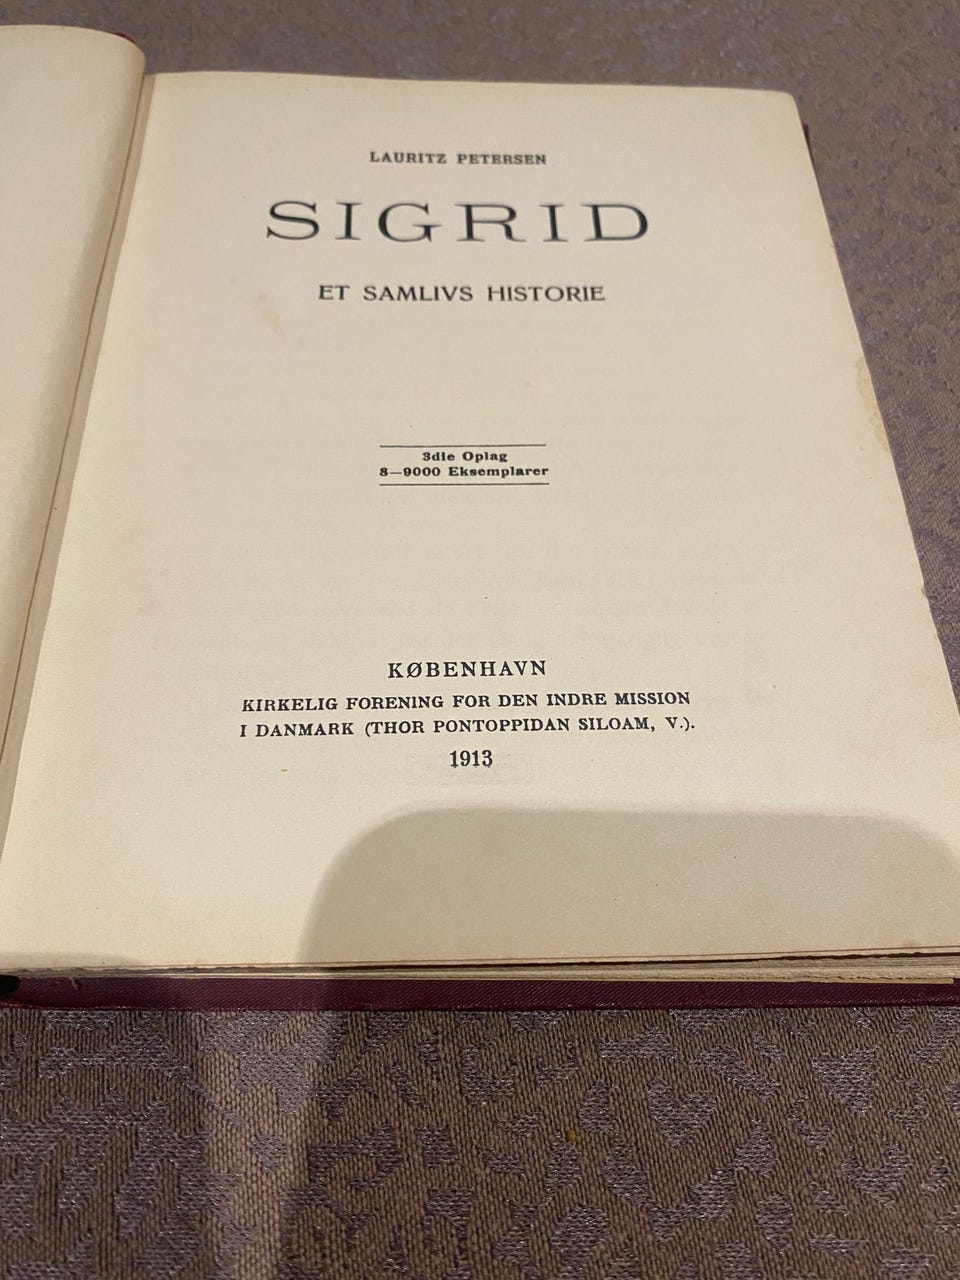 LAURITZ PETERSEN
SIGRID
ET SAMLIVS HISTORIE
3die Oplag
8—9000 Eksemplarer
KØBENHAVN
KIRKELIG FORENING FOR DEN INDRE MISSION
I DANMARK (THOR PONTOPPIDAN SILOAM, V.).
1913